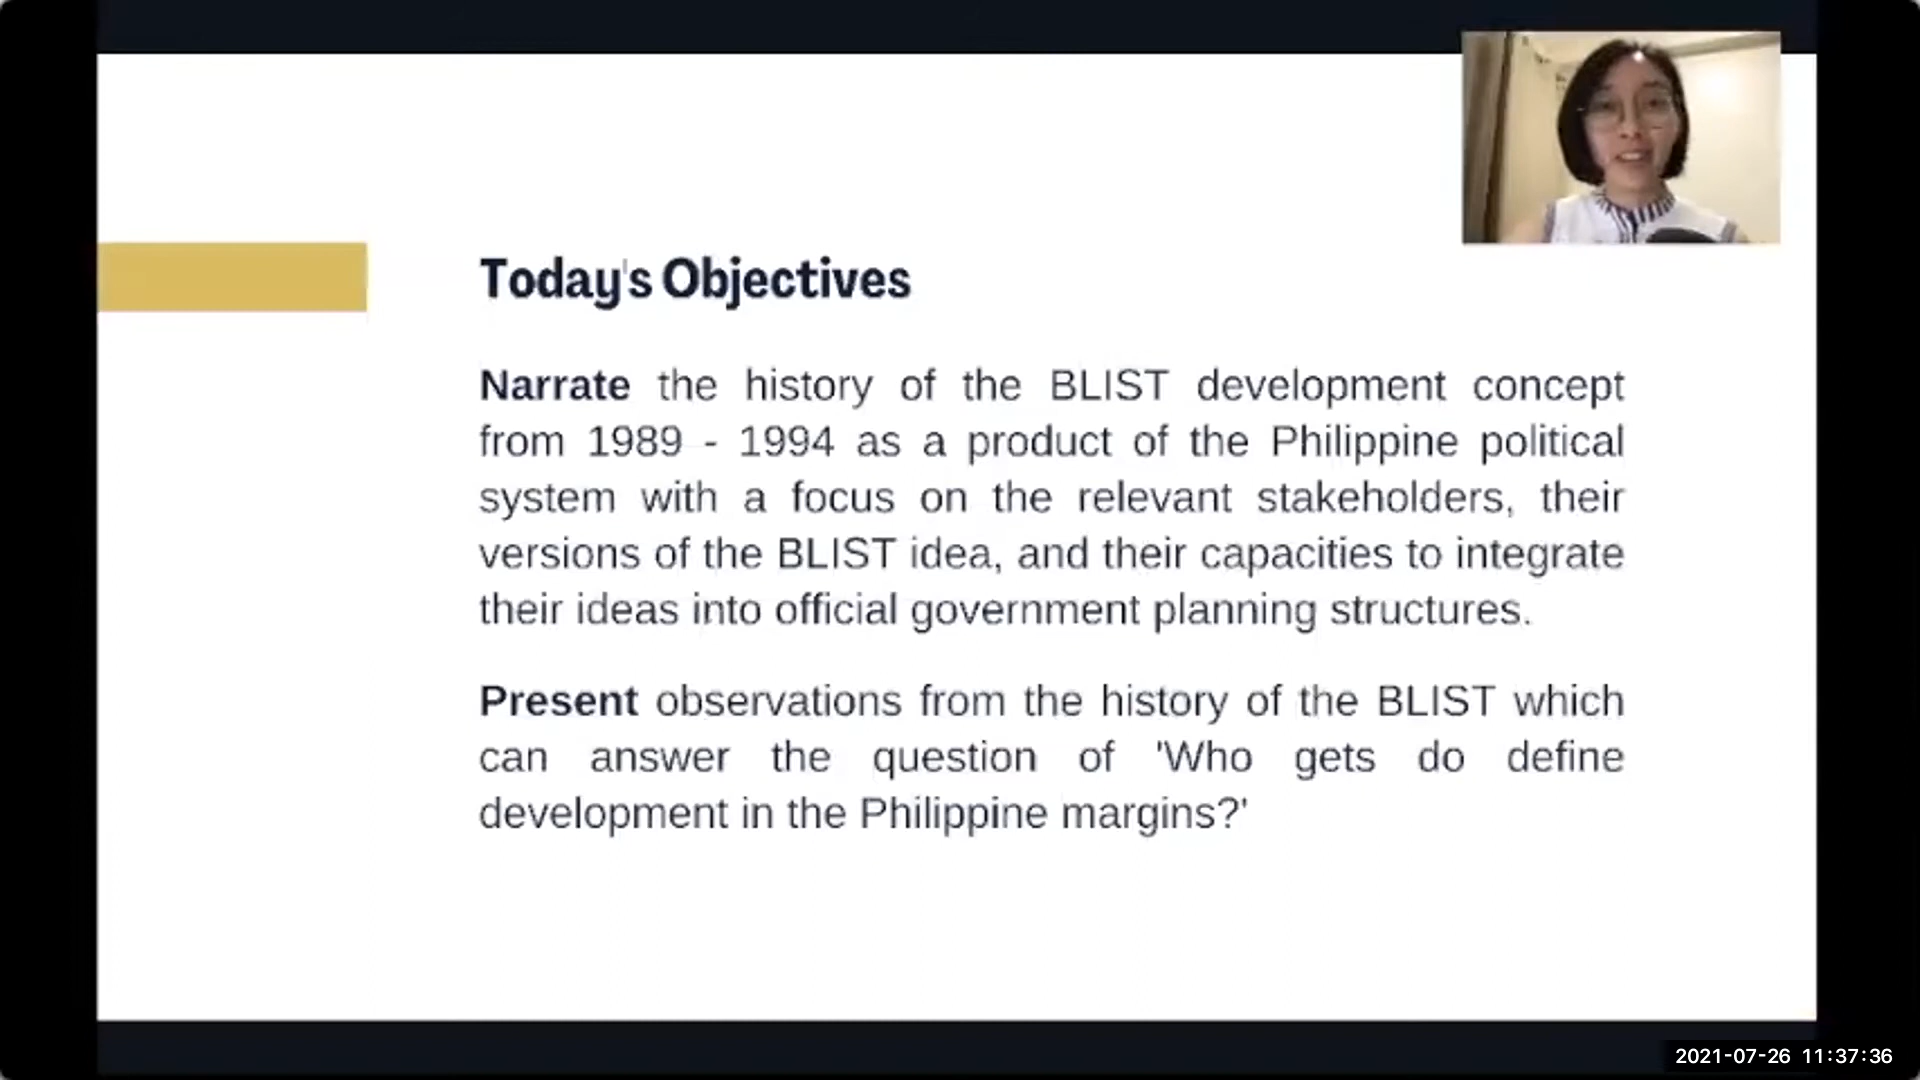 Today's Objectives
Narrate the history of the BLIST development concept
from 1989 - 1994 as a product of the Philippine political
system with a focus on the relevant stakeholders, their
versions of the BLIST idea, and their capacities to integrate
their ideas into official government planning structures.
Present observations from the history of the BLIST which
can answer the question of 'Who gets do define
development in the Philippine margins?'
2021-07-26 11:37:36